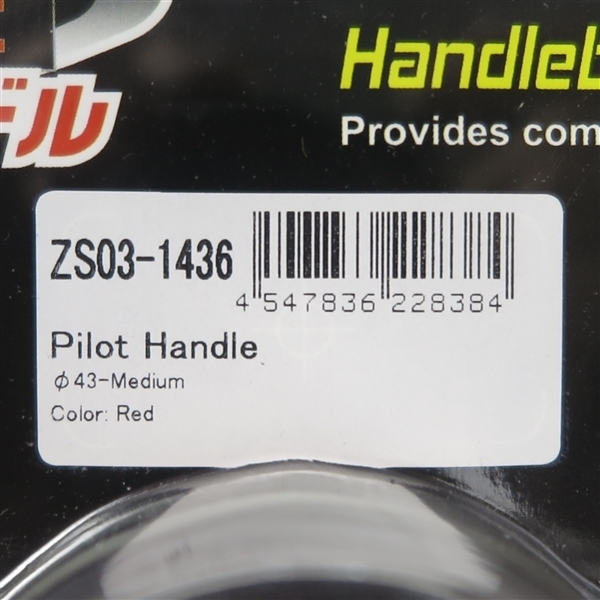 ドル
Handleb
Provides com
ZS03-1436
4 547836 228384
Pilot Handle
φ43-Medium
Color: Red